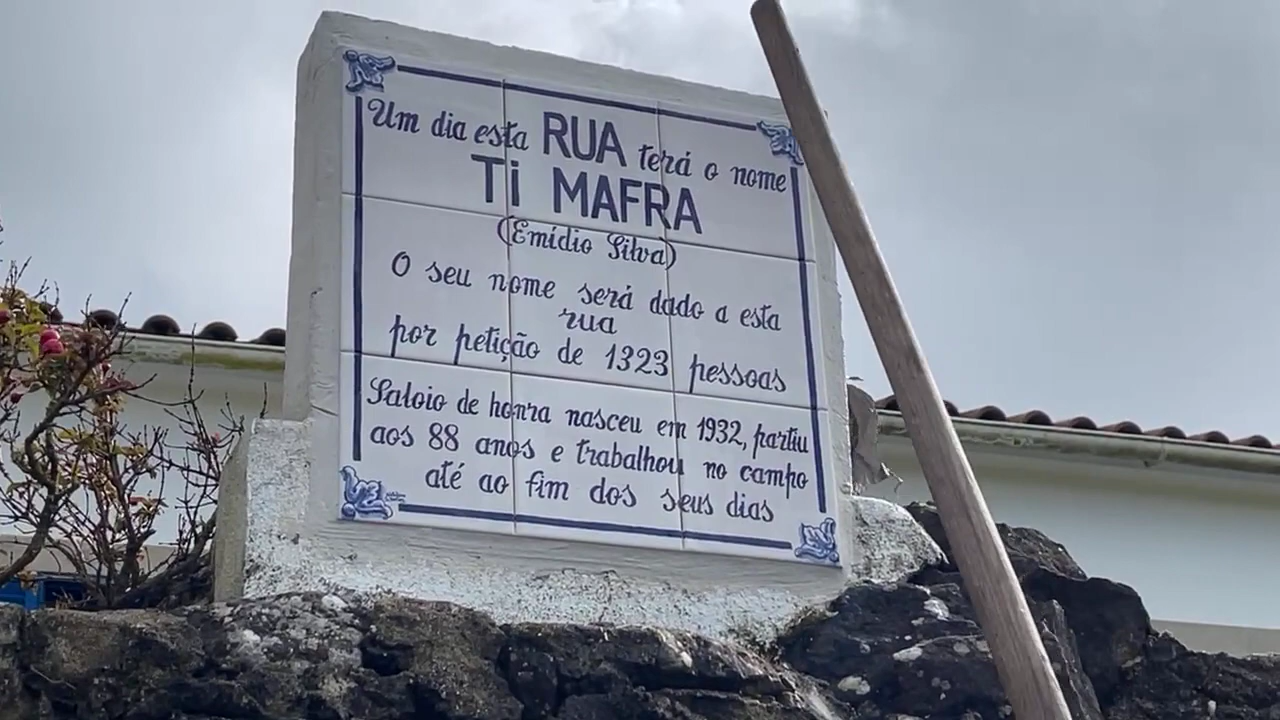 Um dia esta RUA terá o nome
Ti MAFRA
(Emídio Silva)
O seu nome será dado a esta
rua
por petição de 1323 pessoas
Saloio de honra nasceu em 1932, partiu
aos 88 anos e trabalhou no campo
até ao fim dos seus dias